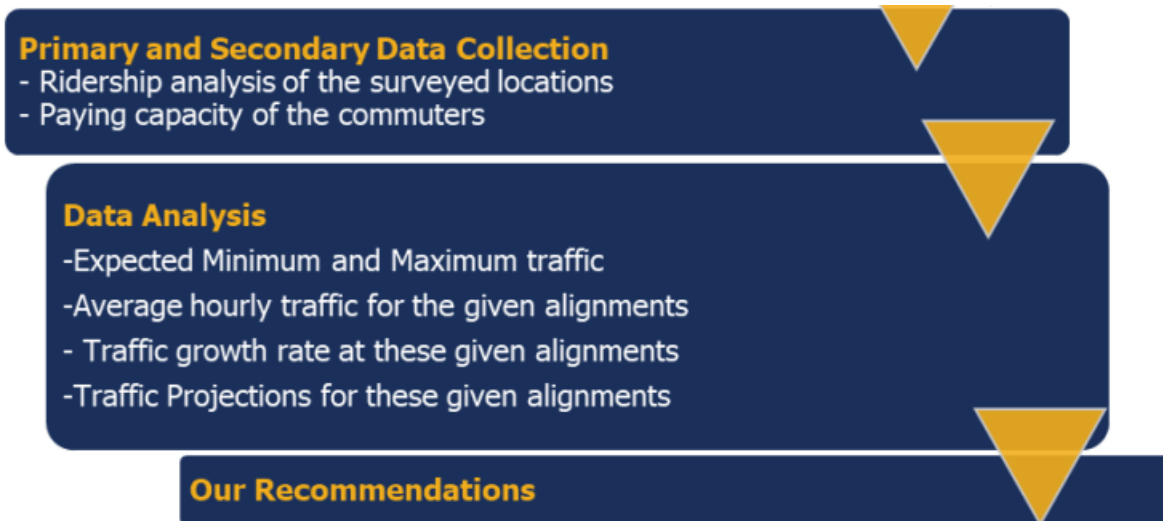 Primary and Secondary Data Collection
- Ridership analysis of the surveyed locations
- Paying capacity of the commuters
Data Analysis
-Expected Minimum and Maximum traffic
-Average hourly traffic for the given alignments
- Traffic growth rate at these given alignments
-Traffic Projections for these given alignments
Our Recommendations